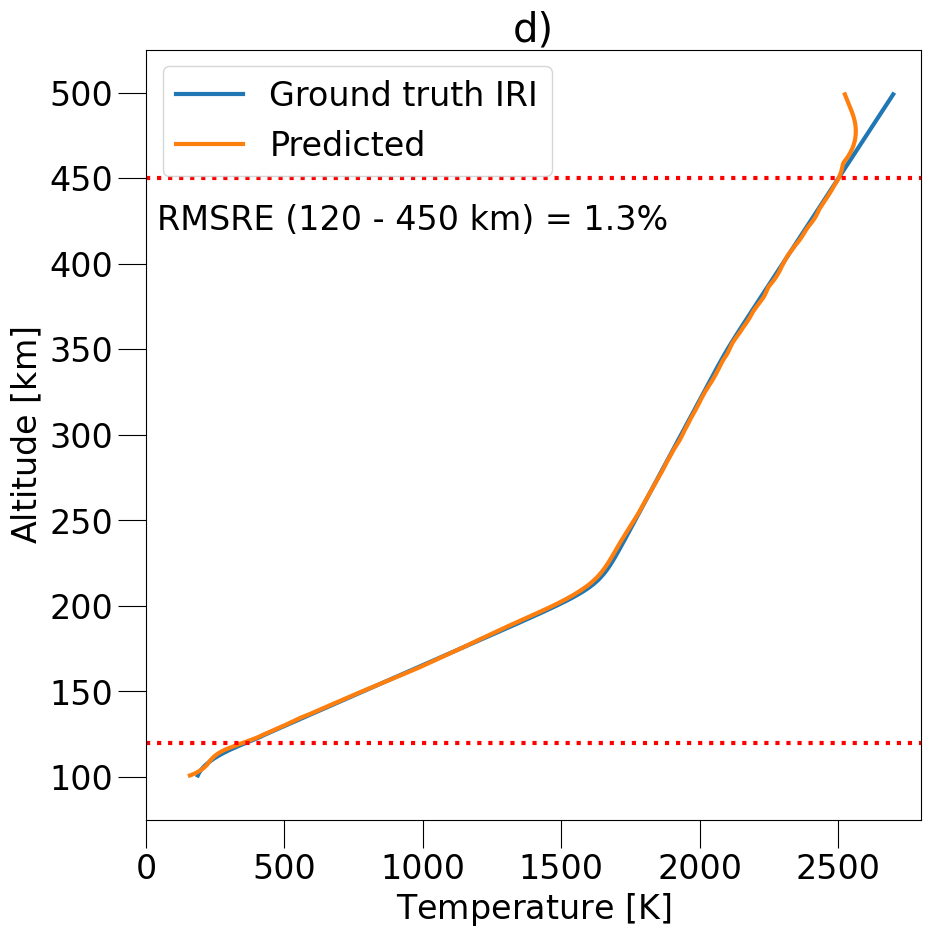 d)
Ground truth IRI
Predicted
RMSRE (120 - 450 km) = 1.3%
500
450
400
350
300
250
200
150
100
Altitude [km]
0 500 1000 1500 2000 2500
Temperature [K]